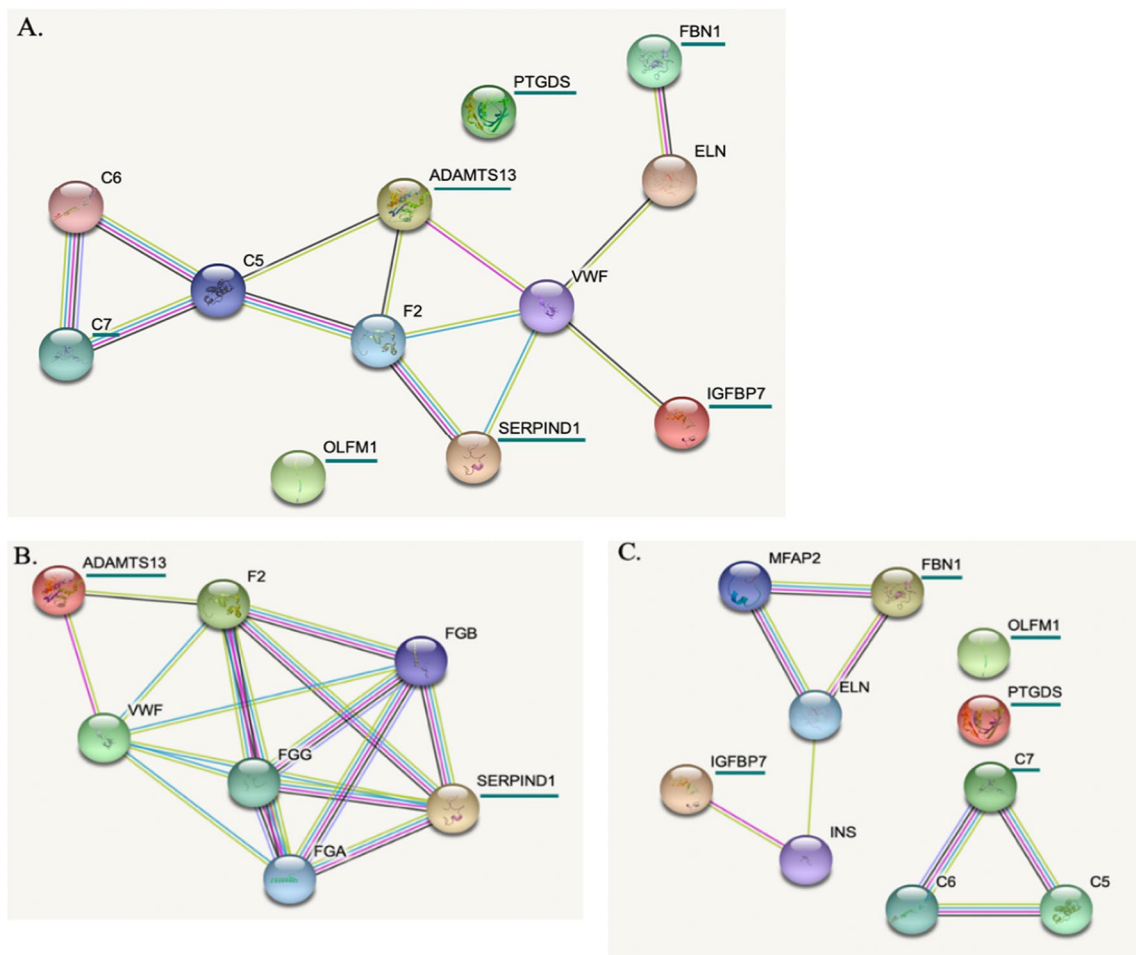 A.
FBN1
PTGDS
ELN
C6
ADAMTS13
C5
VWF
F2
C7
IGFBP7
SERPIND1
OLFM1
B.
ADAMTS13
F2
FGB
VWF
FGG
SERPIND1
FGA
C.
MFAP2
FBN1
OLFM1
ELN
PTGDS
IGFBP7
C7
INS
C6
C5